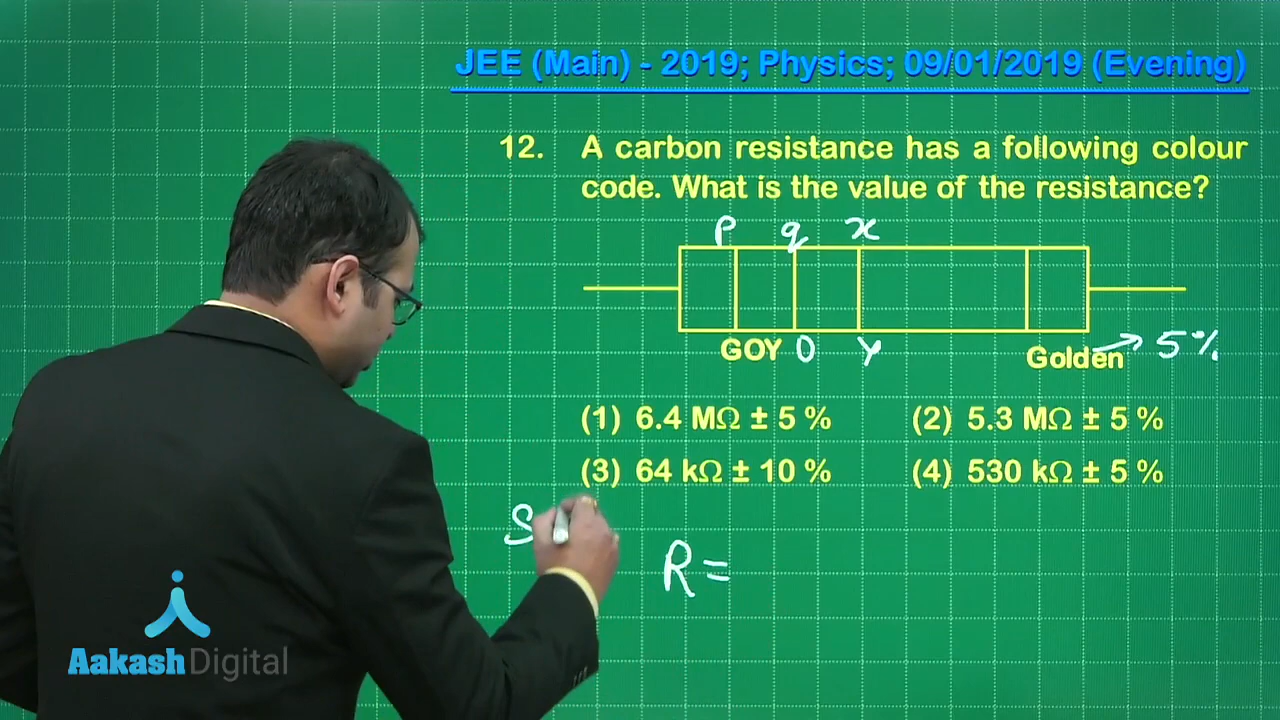 JEE (Main) - 2019; Physics; 09/01/2019 (Evening)
12. A carbon resistance has a following colour
code. What is the value of the resistance?
P q x
GOY O Y Golden → 5%
(1) 6.4 MΩ ± 5 % (2) 5.3 MΩ ± 5 %
(3) 64 kΩ ± 10 % (4) 530 kΩ ± 5 %
S R =
Aakash Digital